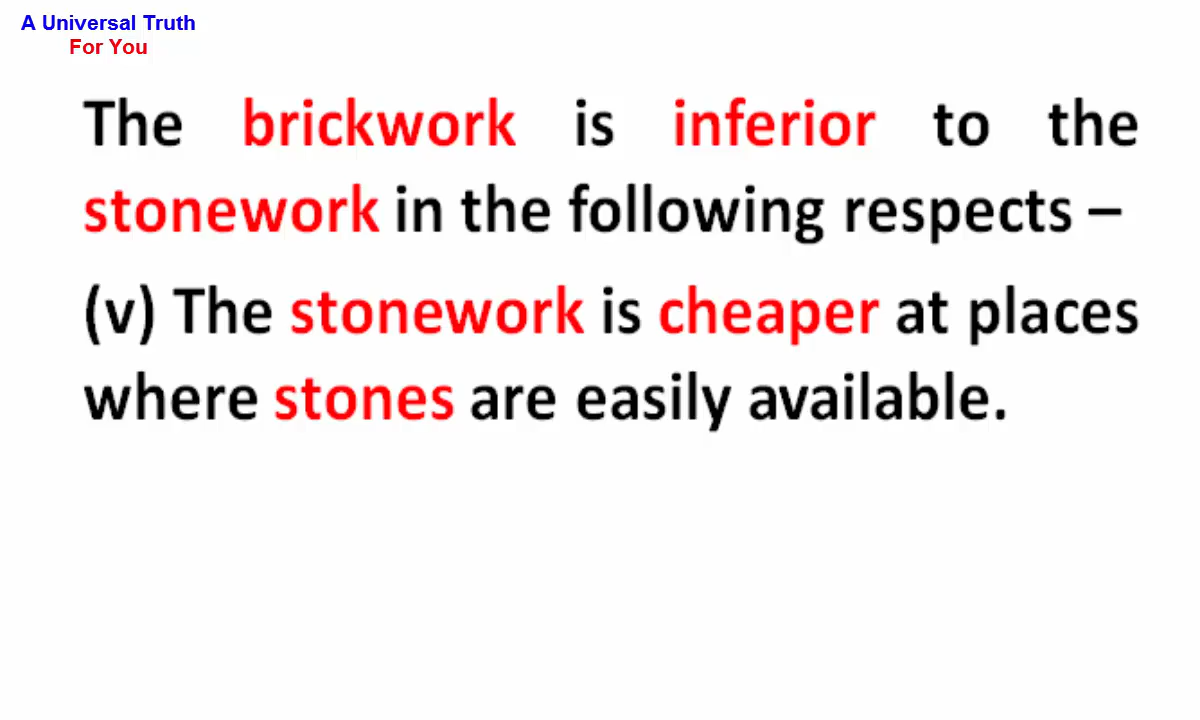 A Universal Truth
For You
The brickwork is inferior to the
stonework in the following respects –
(v) The stonework is cheaper at places
where stones are easily available.